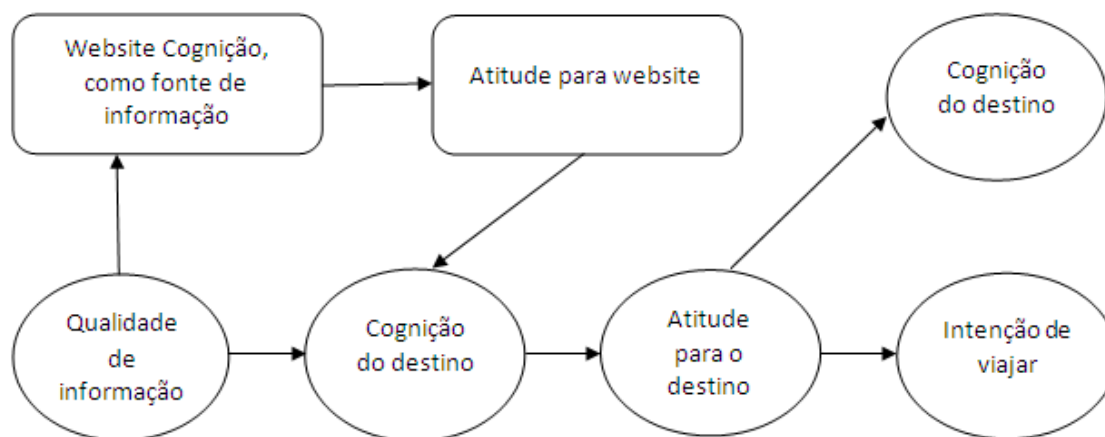 Website Cognição,
como fonte de
informação
Atitude para website
Cognição
do destino
Qualidade
de
informação
Cognição
do destino
Atitude
para o
destino
Intenção de
viajar